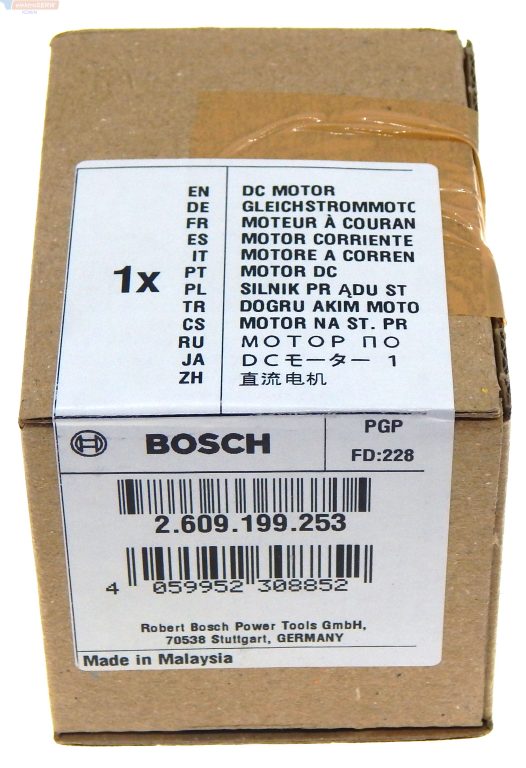 elektroSERWIS
1x
EN DC MOTOR
DE GLEICHSTROMMOTO
FR MOTEUR À COURAN
ES MOTOR CORRIENTE
IT MOTORE A CORREN
PT MOTOR DC
PL SILNIK PR ĄDU ST
TR DOGRU AKIM MOTO
CS MOTOR NA ST. PR
RU МОТОР ПО
JA DCモーター 1
ZH 直流电机
BOSCH
PGP
FD:228
2.609.199.253
4 059952 308852
Robert Bosch Power Tools GmbH,
70538 Stuttgart, GERMANY
Made in Malaysia